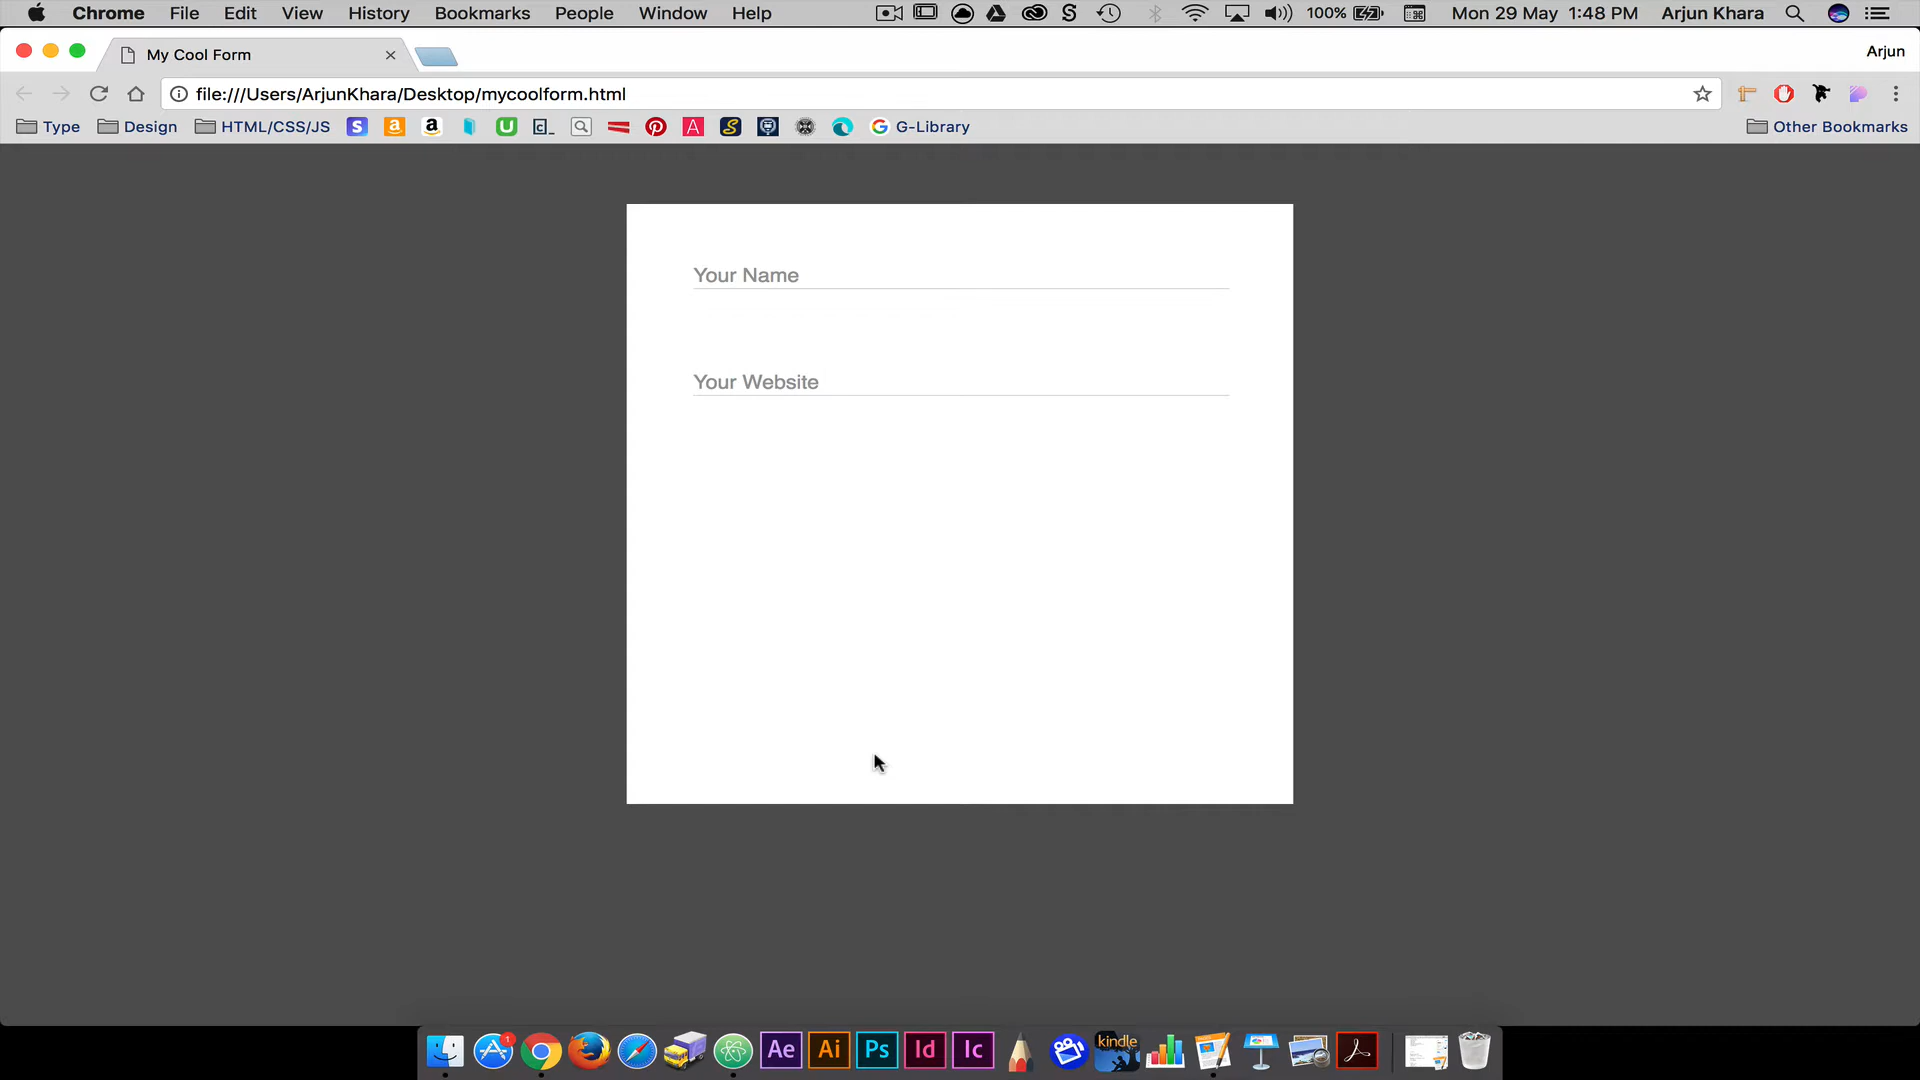 Chrome File Edit View History Bookmarks People Window Help 100% Mon 29 May 1:48 PM Arjun Khara
My Cool Form Arjun
file:///Users/ArjunKhara/Desktop/mycoolform.html
Type Design HTML/CSS/JS G-Library Other Bookmarks
Your Name
Your Website
1 Ae Ai Ps Id Ic kindle